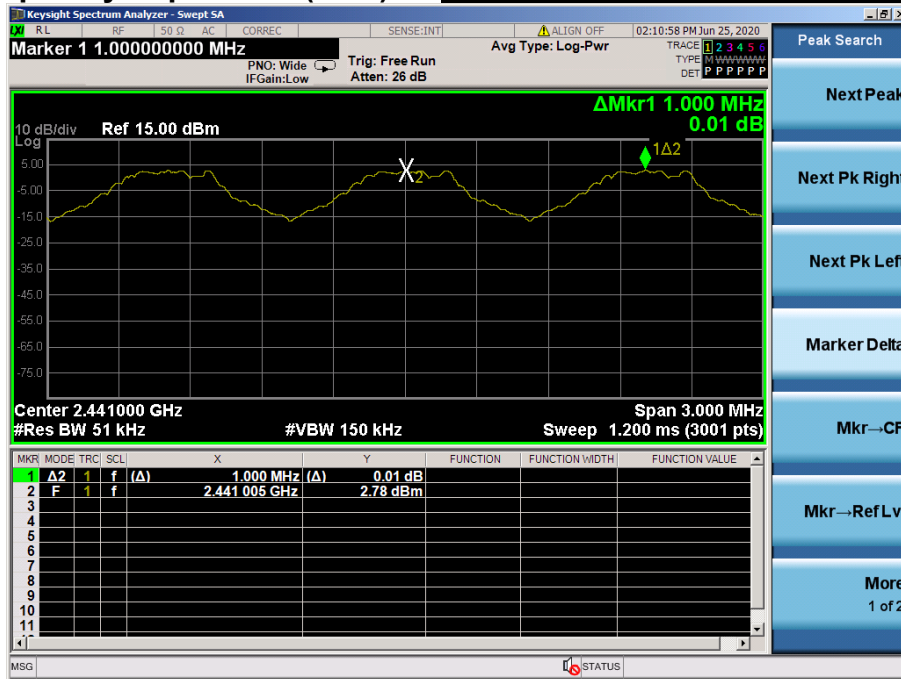 Keysight Spectrum Analyzer - Swept SA
LXI RL RF 50 Ω AC CORREC SENSE:INT ALIGN OFF 02:10:58 PM Jun 25, 2020
Marker 1 1.000000000 MHz Avg Type: Log-Pwr TRACE 1 2 3 4 5 6
PNO: Wide Trig: Free Run TYPE M WWWWW
IFGain:Low Atten: 26 dB DET P P P P P P
Peak Search
Next Peak
Next Pk Right
Next Pk Left
Marker Delta
Mkr→CF
Mkr→Ref Lv
More
1 of 2
ΔMkr1 1.000 MHz
10 dB/div Ref 15.00 dBm 0.01 dB
Log
1Δ2
5.00
X2
-5.00
-15.0
-25.0
-35.0
-45.0
-55.0
-65.0
-75.0
Center 2.441000 GHz Span 3.000 MHz
#Res BW 51 kHz #VBW 150 kHz Sweep 1.200 ms (3001 pts)
MKR MODE TRC SCL X Y FUNCTION FUNCTION WIDTH FUNCTION VALUE
1 Δ2 1 f (Δ) 1.000 MHz (Δ) 0.01 dB
2 F 1 f 2.441 005 GHz 2.78 dBm
3
4
5
6
7
8
9
10
11
MSG STATUS